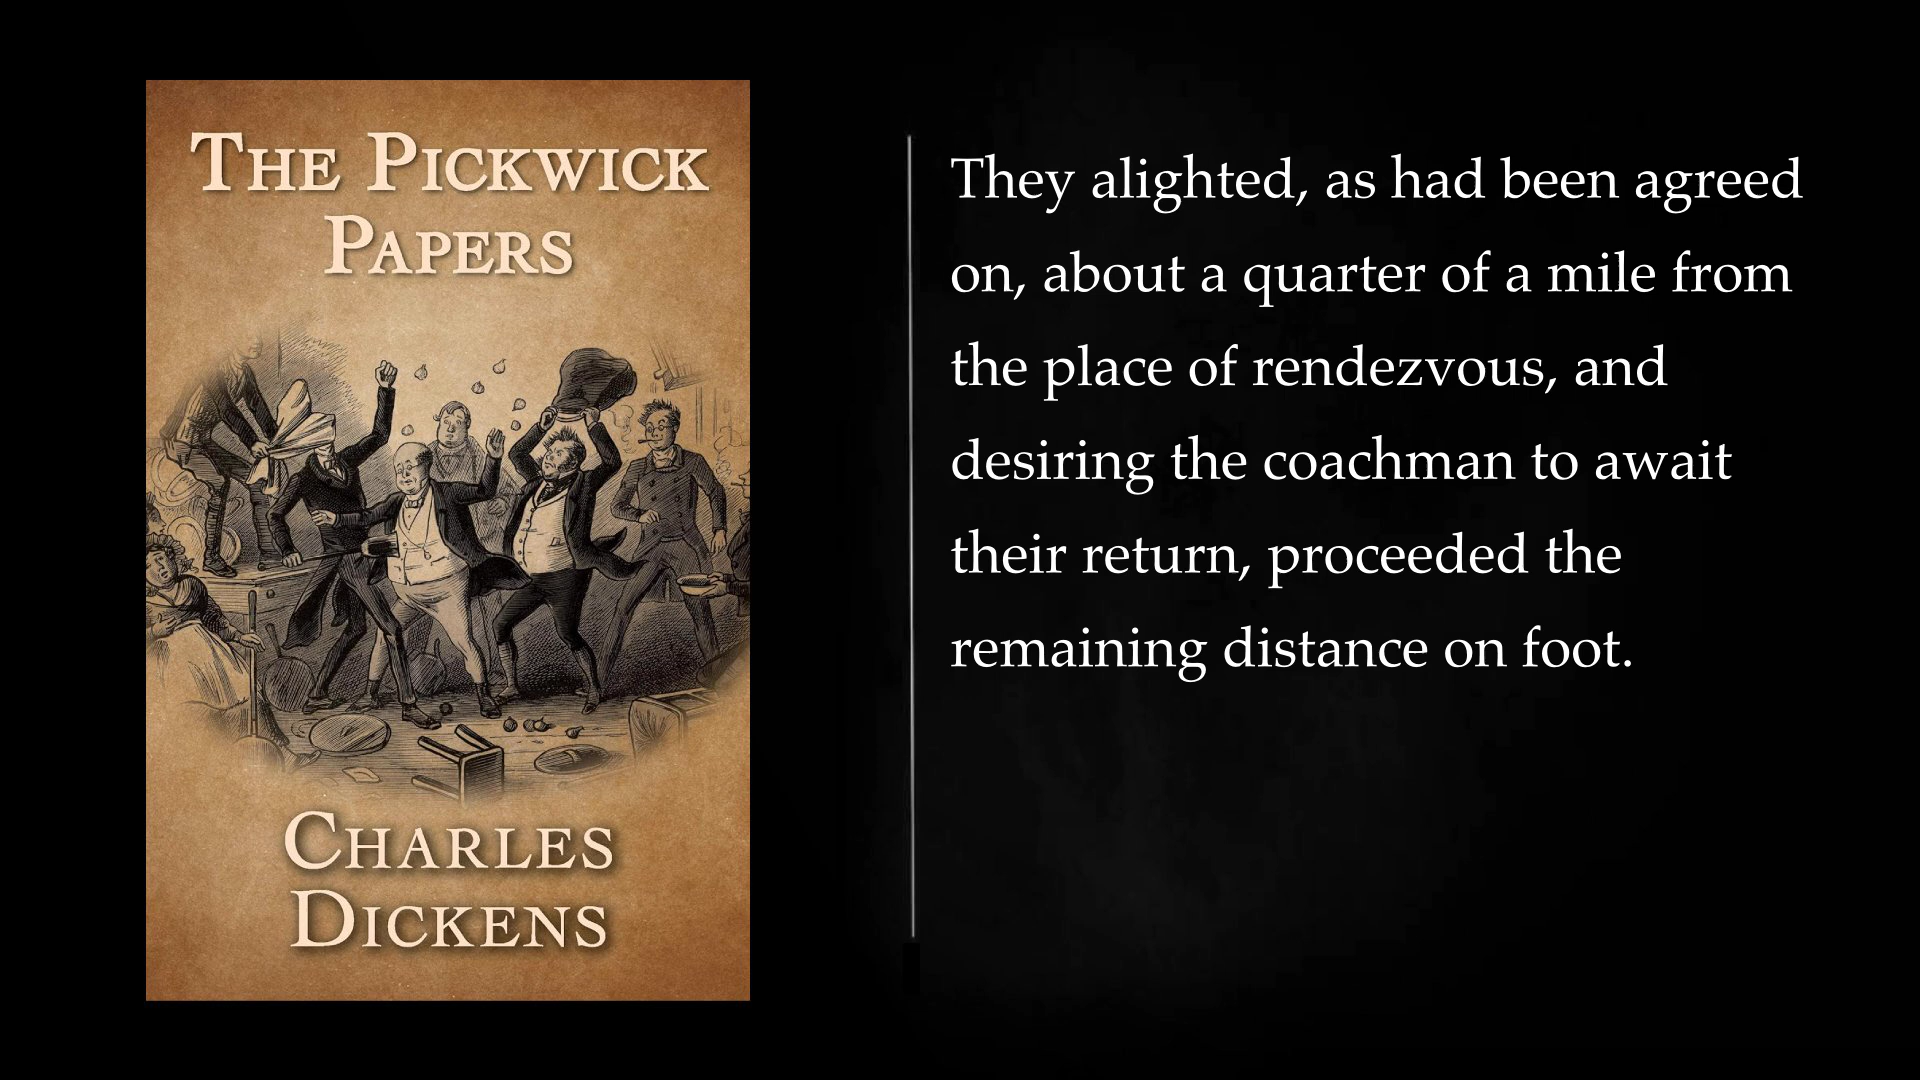 THE PICKWICK
PAPERS
CHARLES
DICKENS
They alighted, as had been agreed
on, about a quarter of a mile from
the place of rendezvous, and
desiring the coachman to await
their return, proceeded the
remaining distance on foot.